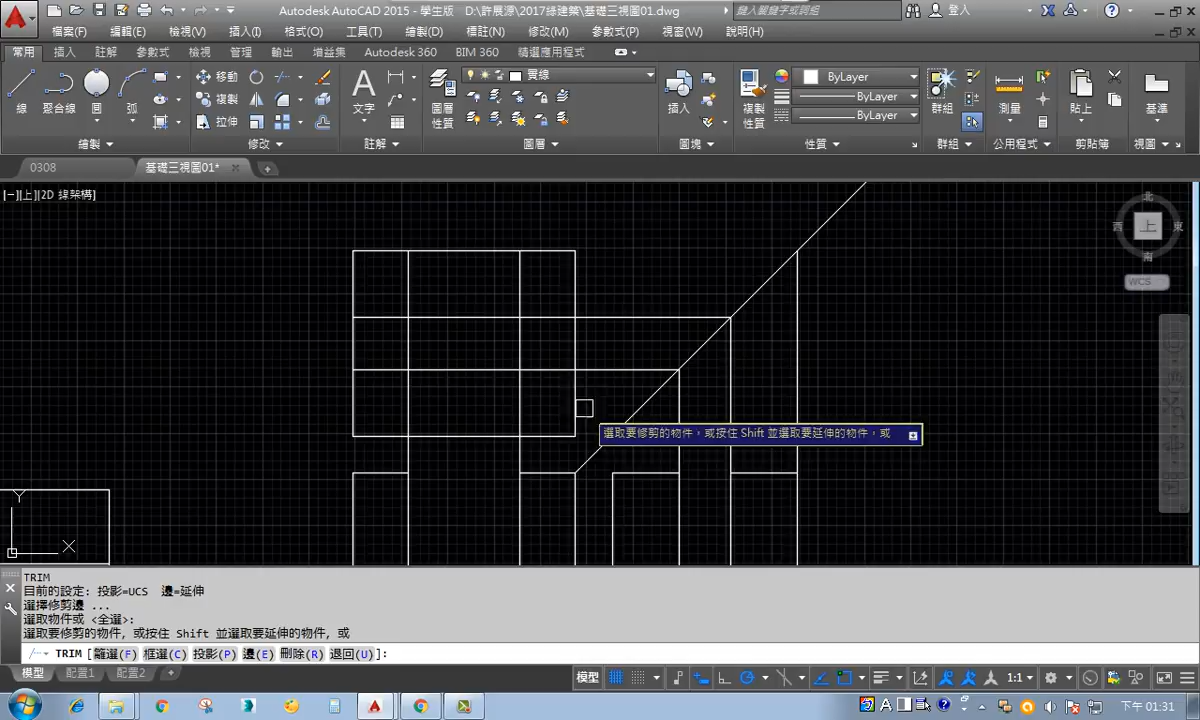 Autodesk AutoCAD 2015 - 學生版 D:\許展源\2017綠建築\基礎三視圖01.dwg
鍵入關鍵字或詞組
登入
檔案(F) 編輯(E) 檢視(V) 插入(I) 格式(O) 工具(T) 繪製(D) 標註(N) 修改(M) 參數式(P) 視窗(W) 說明(H)
常用 插入 註解 參數式 檢視 管理 輸出 增益集 Autodesk 360 BIM 360 精選應用程式
線 聚合線 圓 弧 移動 複製 拉伸 文字 圖層性質 實線 插入 複製性質 ByLayer ByLayer ByLayer 群組 測量 貼上 基準
繪製 修改 註解 圖層 圖塊 性質 群組 公用程式 剪貼簿 視圖
0308 基礎三視圖01*
[−][上][2D 線架構]
北
西 上 東
南
WCS
選取要修剪的物件，或按住 Shift 並選取要延伸的物件，或
Y
X
TRIM
目前的設定: 投影=UCS 邊=延伸
選擇修剪邊 ...
選取物件或 <全選>:
選取要修剪的物件, 或按住 Shift 並選取要延伸的物件, 或
TRIM [籬選(F) 框選(C) 投影(P) 邊(E) 刪除(R) 退回(U)]:
模型 配置1 配置2 +
模型 1:1
下午 01:31